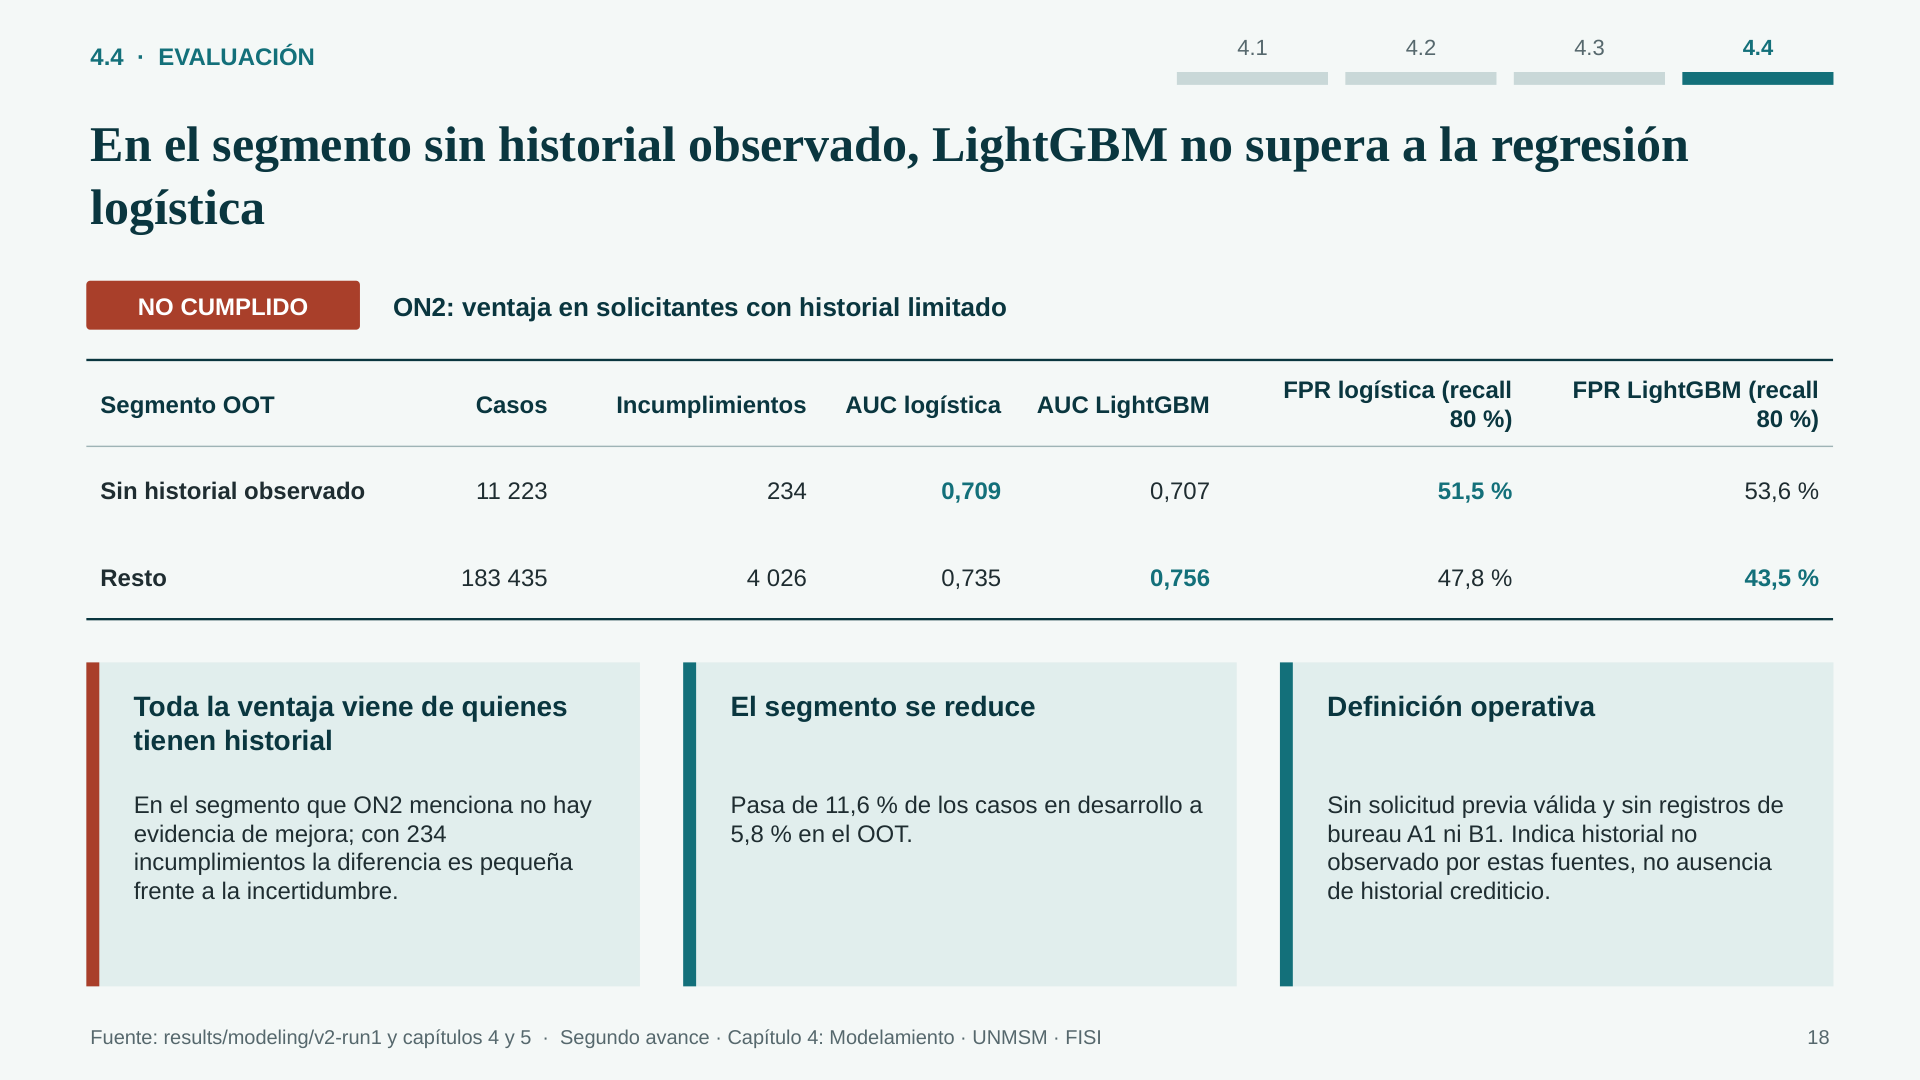 4.4 · EVALUACIÓN
4.1 4.2 4.3 4.4
En el segmento sin historial observado, LightGBM no supera a la regresión
logística
NO CUMPLIDO ON2: ventaja en solicitantes con historial limitado
Segmento OOT Casos Incumplimientos AUC logística AUC LightGBM FPR logística (recall 80 %) FPR LightGBM (recall 80 %)
Sin historial observado 11 223 234 0,709 0,707 51,5 % 53,6 %
Resto 183 435 4 026 0,735 0,756 47,8 % 43,5 %
Toda la ventaja viene de quienes
tienen historial
En el segmento que ON2 menciona no hay
evidencia de mejora; con 234
incumplimientos la diferencia es pequeña
frente a la incertidumbre.
El segmento se reduce
Pasa de 11,6 % de los casos en desarrollo a
5,8 % en el OOT.
Definición operativa
Sin solicitud previa válida y sin registros de
bureau A1 ni B1. Indica historial no
observado por estas fuentes, no ausencia
de historial crediticio.
Fuente: results/modeling/v2-run1 y capítulos 4 y 5 · Segundo avance · Capítulo 4: Modelamiento · UNMSM · FISI 18